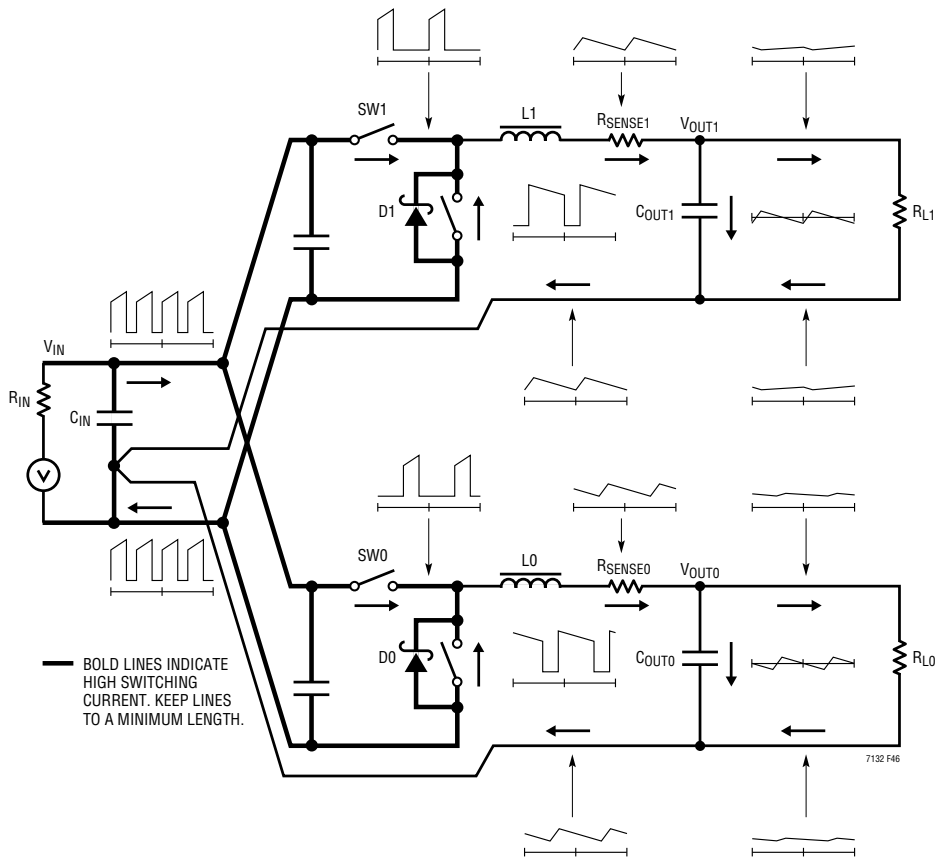 SW1
L1
RSENSE1
VOUT1
D1
COUT1
RL1
VIN
RIN
CIN
V
SW0
L0
RSENSE0
VOUT0
D0
COUT0
RL0
BOLD LINES INDICATE
HIGH SWITCHING
CURRENT. KEEP LINES
TO A MINIMUM LENGTH.
7132 F46